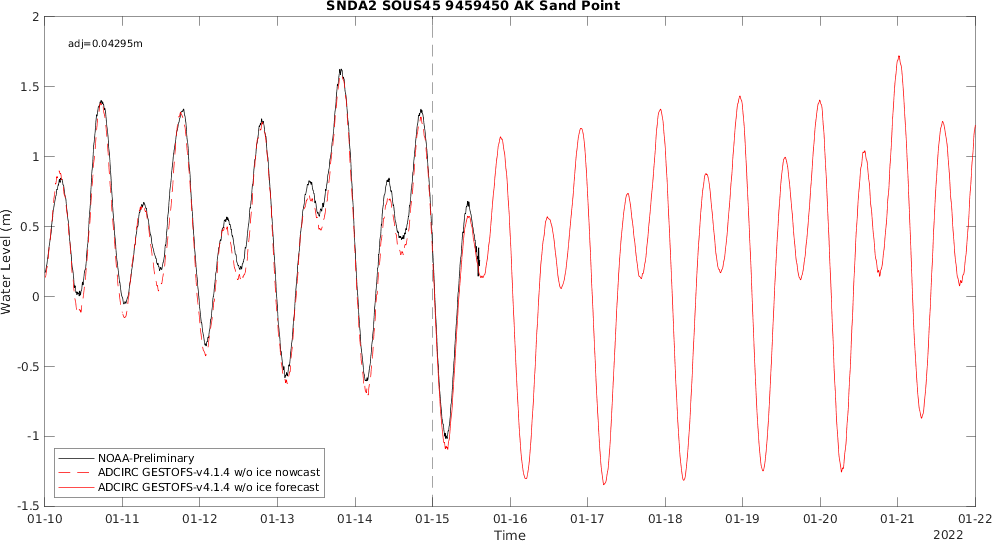 SNDA2 SOUS45 9459450 AK Sand Point
adj=0.04295m
2
1.5
1
0.5
0
-0.5
-1
-1.5
Water Level (m)
NOAA-Preliminary
ADCIRC GESTOFS-v4.1.4 w/o ice nowcast
ADCIRC GESTOFS-v4.1.4 w/o ice forecast
01-10 01-11 01-12 01-13 01-14 01-15 01-16 01-17 01-18 01-19 01-20 01-21 01-22
Time
2022